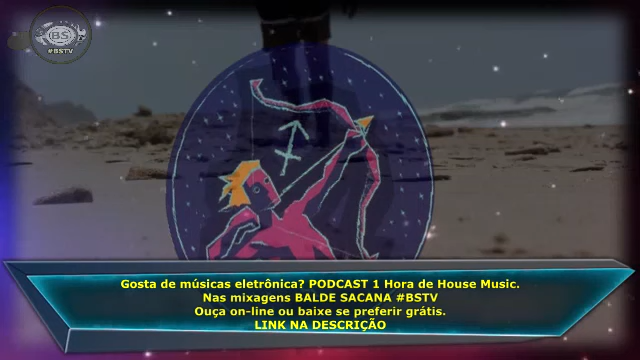 BS
#BSTV
Gosta de músicas eletrônica? PODCAST 1 Hora de House Music.
Nas mixagens BALDE SACANA #BSTV
Ouça on-line ou baixe se preferir grátis.
LINK NA DESCRIÇÃO